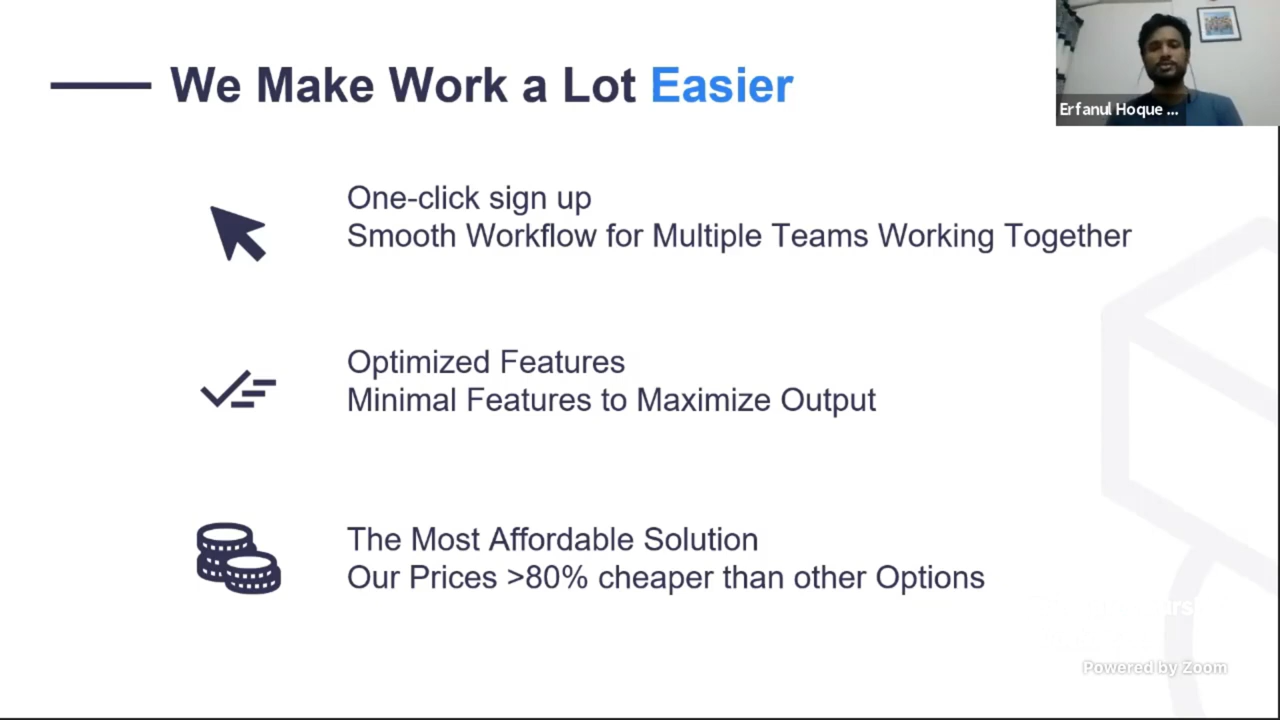 We Make Work a Lot Easier
Erfanul Hoque ...
One-click sign up
Smooth Workflow for Multiple Teams Working Together
Optimized Features
Minimal Features to Maximize Output
The Most Affordable Solution
Our Prices >80% cheaper than other Options
Powered by Zoom